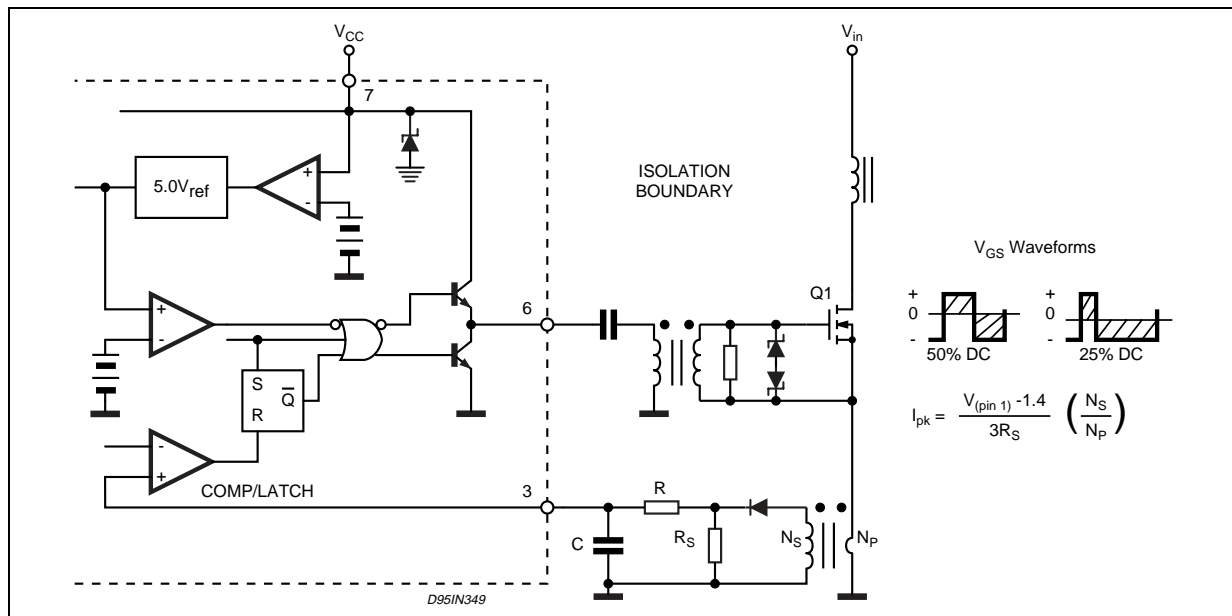 VCC
7
5.0Vref
+
-
ISOLATION
BOUNDARY
Vin
VGS Waveforms
+
0
-
50% DC
+
0
-
25% DC
Q1
6
+
-
S
R
Q̅
-
+
COMP/LATCH
3
R
C
RS
NS
NP
Ipk = V(pin 1) -1.4 / 3RS ( NS / NP )
D95IN349